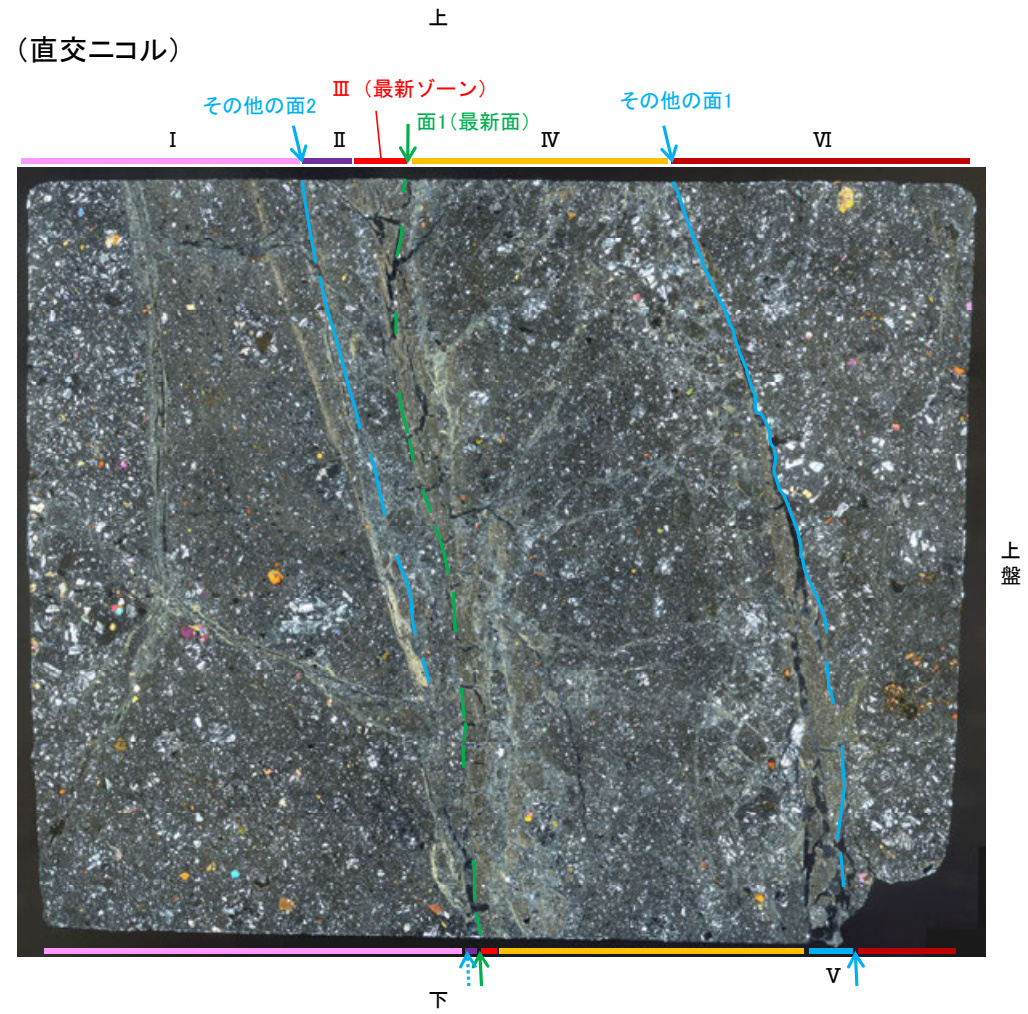 上
（直交ニコル）
Ⅲ（最新ゾーン）
その他の面2
その他の面1
面1(最新面)
Ⅰ
Ⅱ
Ⅳ
Ⅵ
上盤
Ⅴ
下